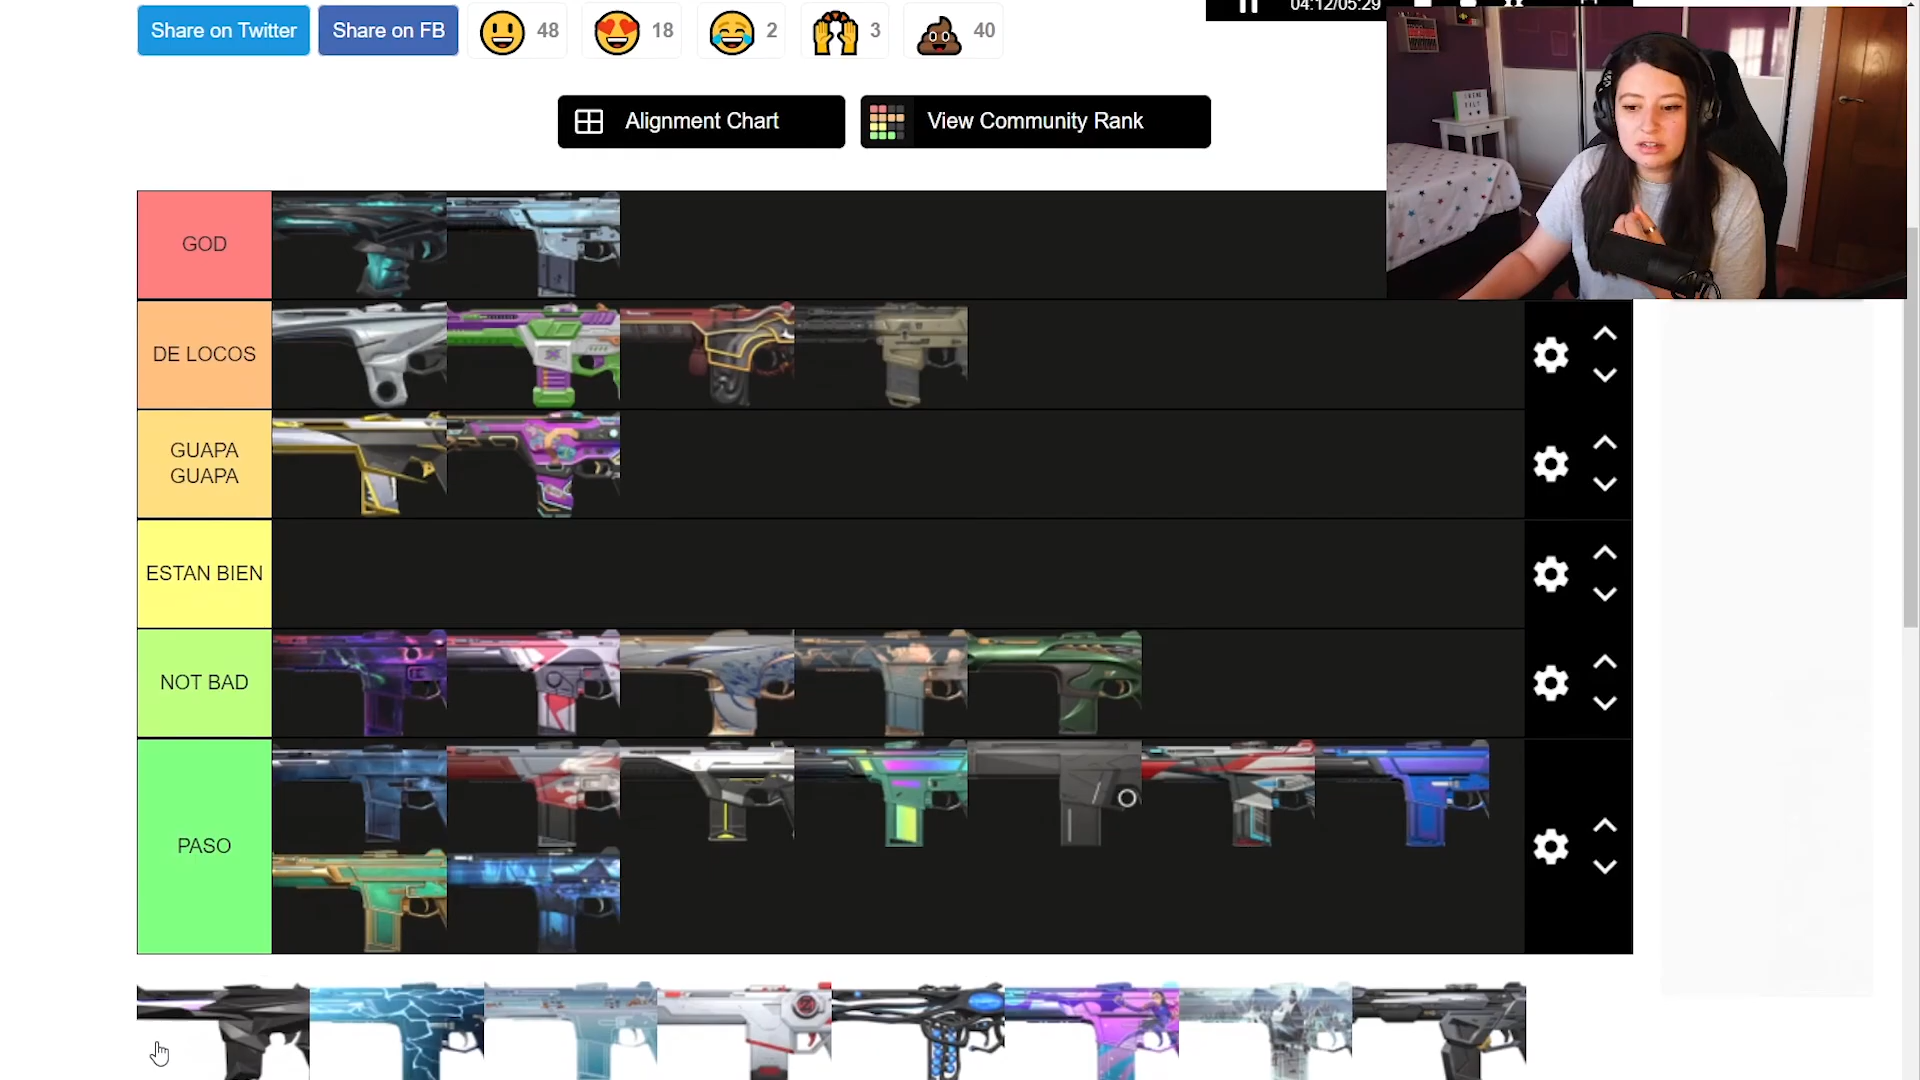 Share on Twitter
Share on FB
48
18
2
3
40
04:12/05:29
Alignment Chart
View Community Rank
GOD
DE LOCOS
GUAPA
GUAPA
ESTAN BIEN
NOT BAD
PASO